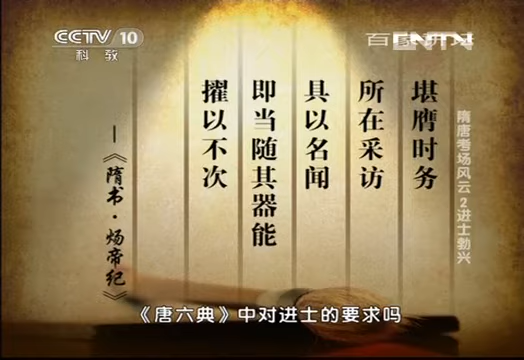 CCTV 10
科教
百家讲坛
CNTV
堪膺时务
所在采访
具以名闻
即当随其器能
擢以不次
—《隋书·炀帝纪》
隋唐考场风云 2 进士勃兴
《唐六典》中对进士的要求吗